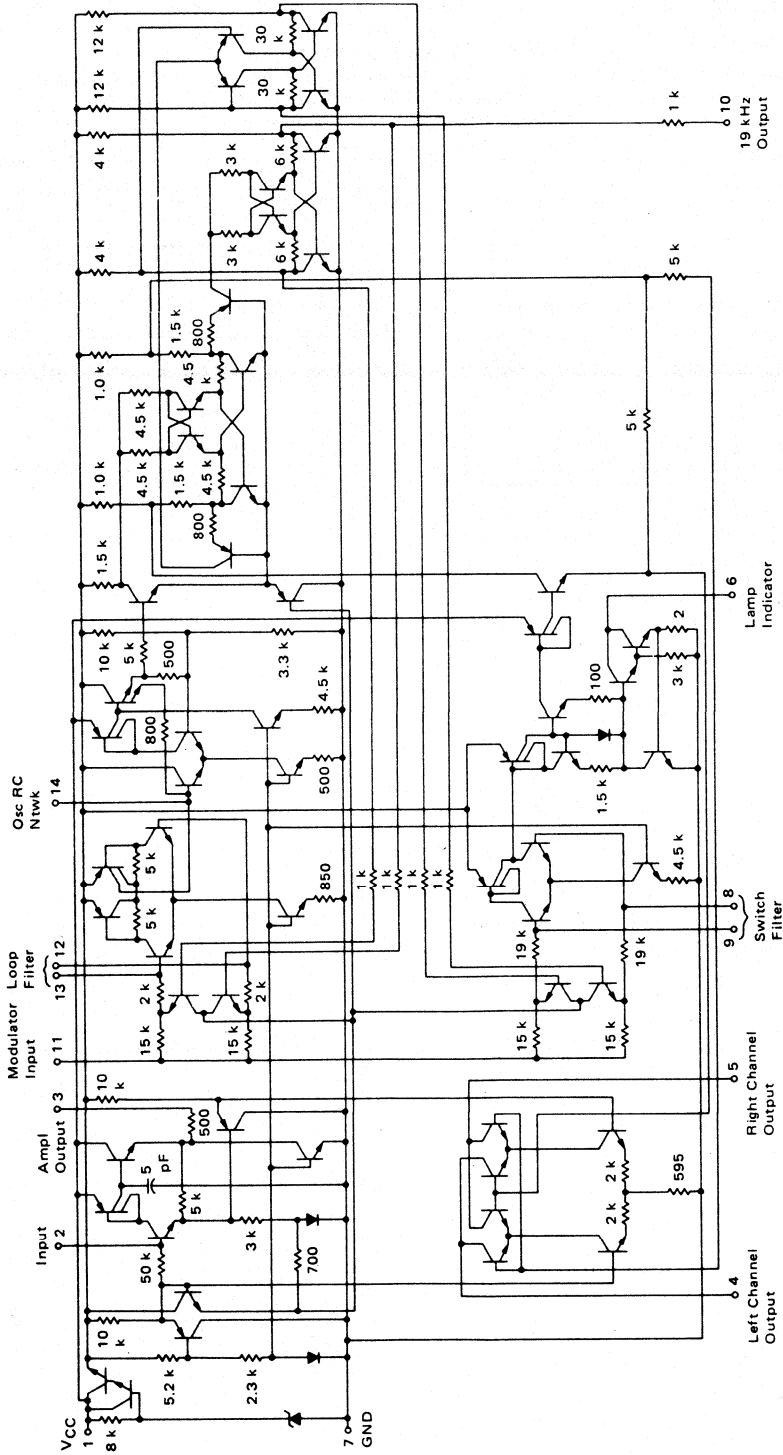 VCC
1
8 k
7
GND
10
k
5.2 k
2.3 k
Input
2
50 k
5
pF
5 k
3 k
700
Ampl
Output
3
500
10
k
Modulator
Input
11
15 k
15 k
2 k
2 k
Loop
Filter
13
12
5 k
5 k
850
Osc RC
Ntwk
14
800
500
5 k
500
10 k
4.5 k
3.3 k
1.5 k
1.0 k
4.5 k
4.5 k
1.5 k
4.5 k
800
1.0 k
1.5 k
4.5
k
800
4 k
3 k
3 k
6 k
6 k
4 k
12 k
30
k
30
k
12 k
1 k
1 k
1 k
1 k
4
Left Channel
Output
2 k
2 k
595
5
Right Channel
Output
15 k
15 k
19 k
19 k
9
8
Switch
Filter
4.5 k
1.5 k
100
3 k
2
6
Lamp
Indicator
5 k
5 k
1 k
10
19 kHz
Output